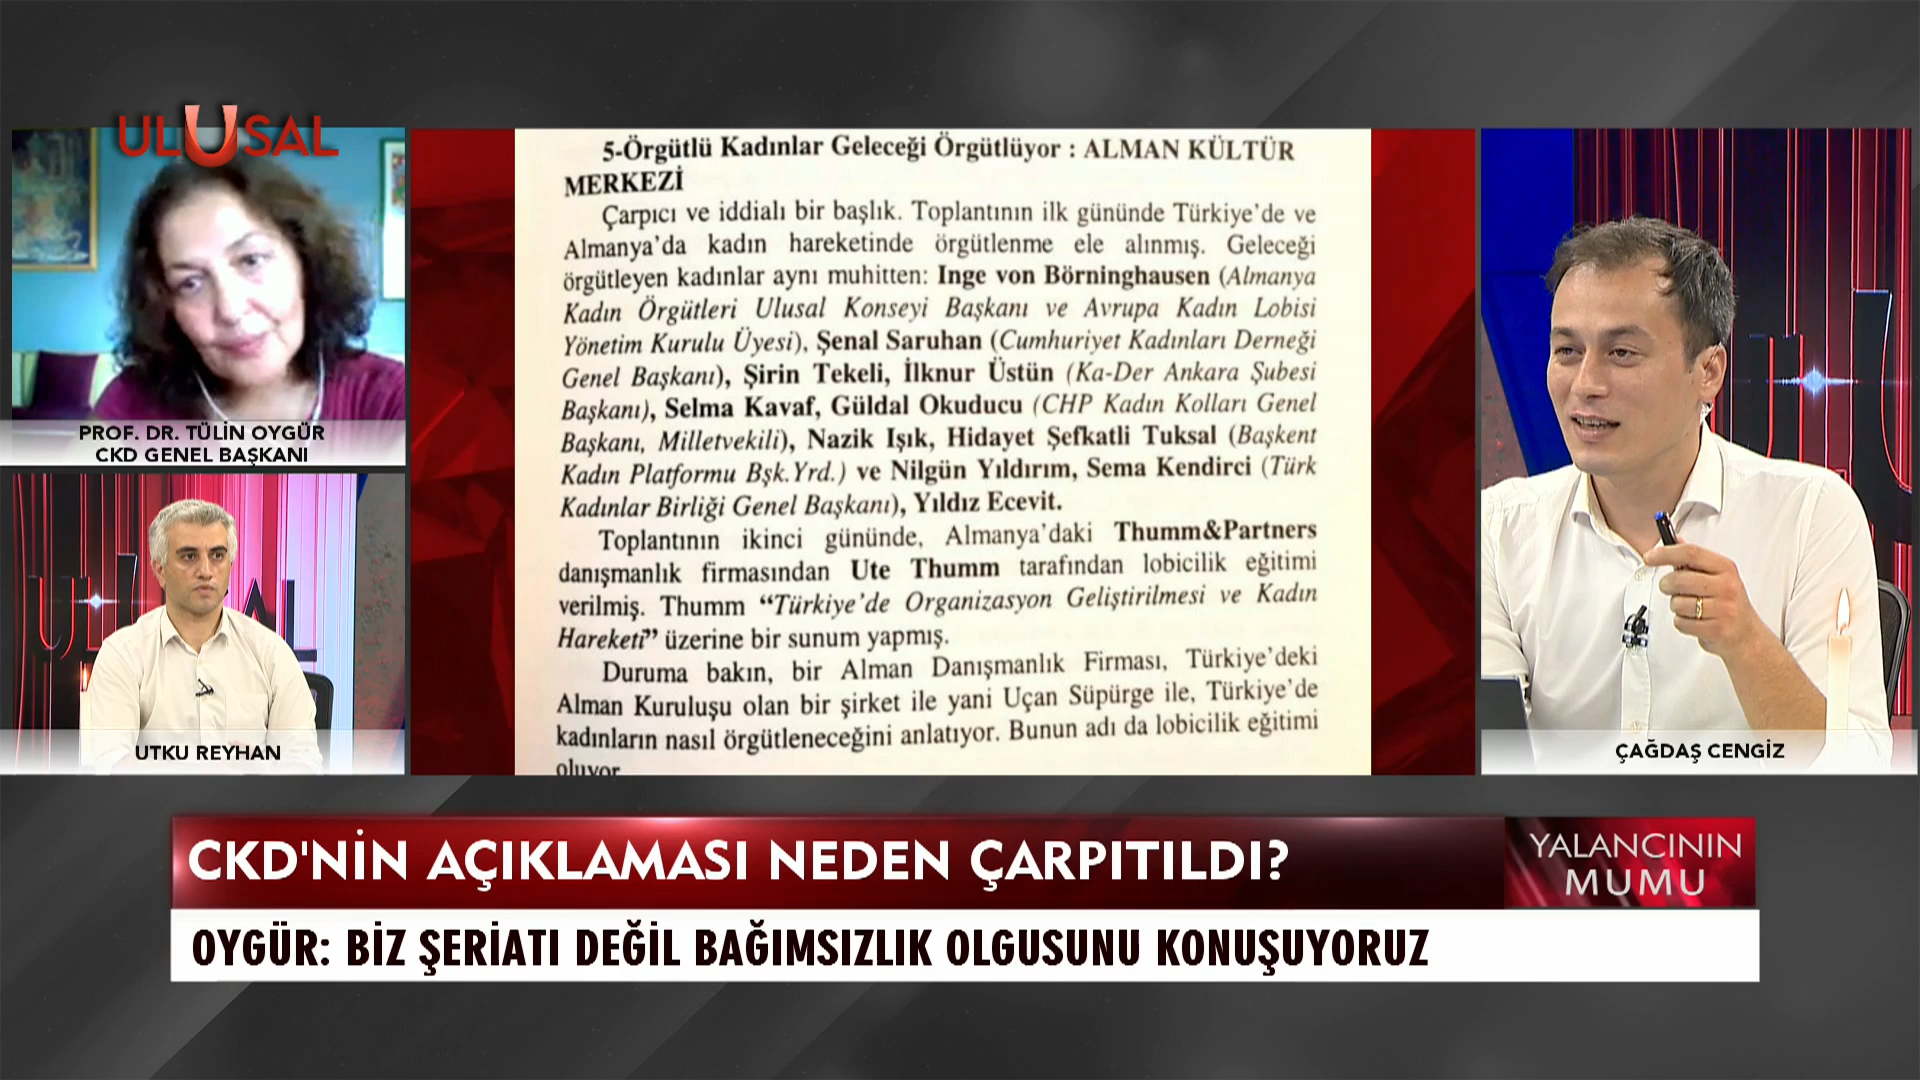 ULUSAL
PROF. DR. TÜLİN OYGÜR
CKD GENEL BAŞKANI
UTKU REYHAN
5-Örgütlü Kadınlar Geleceği Örgütlüyor : ALMAN KÜLTÜR
MERKEZİ
Çarpıcı ve iddialı bir başlık. Toplantının ilk gününde Türkiye'de ve
Almanya'da kadın hareketinde örgütlenme ele alınmış. Geleceği
örgütleyen kadınlar aynı muhitten: Inge von Börninghausen (Almanya
Kadın Örgütleri Ulusal Konseyi Başkanı ve Avrupa Kadın Lobisi
Yönetim Kurulu Üyesi), Şenal Saruhan (Cumhuriyet Kadınları Derneği
Genel Başkanı), Şirin Tekeli, İlknur Üstün (Ka-Der Ankara Şubesi
Başkanı), Selma Kavaf, Güldal Okuducu (CHP Kadın Kolları Genel
Başkanı, Milletvekili), Nazik Işık, Hidayet Şefkatli Tuksal (Başkent
Kadın Platformu Bşk.Yrd.) ve Nilgün Yıldırım, Sema Kendirci (Türk
Kadınlar Birliği Genel Başkanı), Yıldız Ecevit.
Toplantının ikinci gününde, Almanya'daki Thumm&Partners
danışmanlık firmasından Ute Thumm tarafından lobicilik eğitimi
verilmiş. Thumm “Türkiye'de Organizasyon Geliştirilmesi ve Kadın
Hareketi” üzerine bir sunum yapmış.
Duruma bakın, bir Alman Danışmanlık Firması, Türkiye'deki
Alman Kuruluşu olan bir şirket ile yani Uçan Süpürge ile, Türkiye'de
kadınların nasıl örgütleneceğini anlatıyor. Bunun adı da lobicilik eğitimi
oluyor
ÇAĞDAŞ CENGİZ
CKD'NİN AÇIKLAMASI NEDEN ÇARPITILDI?
YALANCININ
MUMU
OYGÜR: BİZ ŞERİATI DEĞİL BAĞIMSIZLIK OLGUSUNU KONUŞUYORUZ